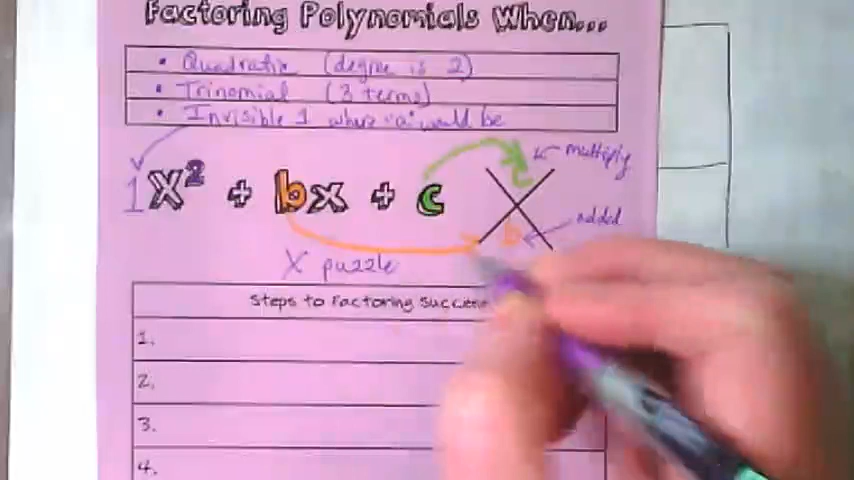 Factoring Polynomials When...
• Quadratic (degree is 2)
• Trinomial (3 terms)
• Invisible 1 where "a" would be
multiply
1x² + bx + c
c
added
b
X puzzle
Steps to Factoring
1.
2.
3.
4.